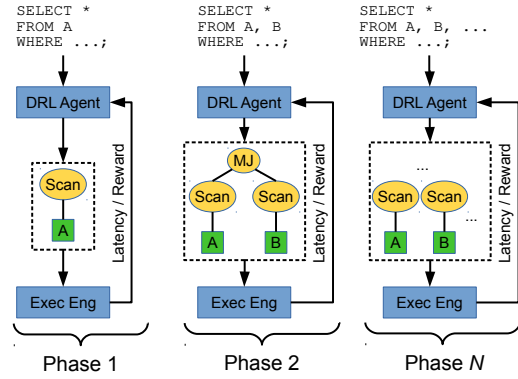 SELECT *
FROM A
WHERE ...;
DRL Agent
Scan
A
Latency / Reward
Exec Eng
Phase 1
SELECT *
FROM A, B
WHERE ...;
DRL Agent
MJ
Scan Scan
A B
Latency / Reward
Exec Eng
Phase 2
SELECT *
FROM A, B, ...
WHERE ...;
DRL Agent
...
Scan Scan
A B ...
Latency / Reward
Exec Eng
Phase N